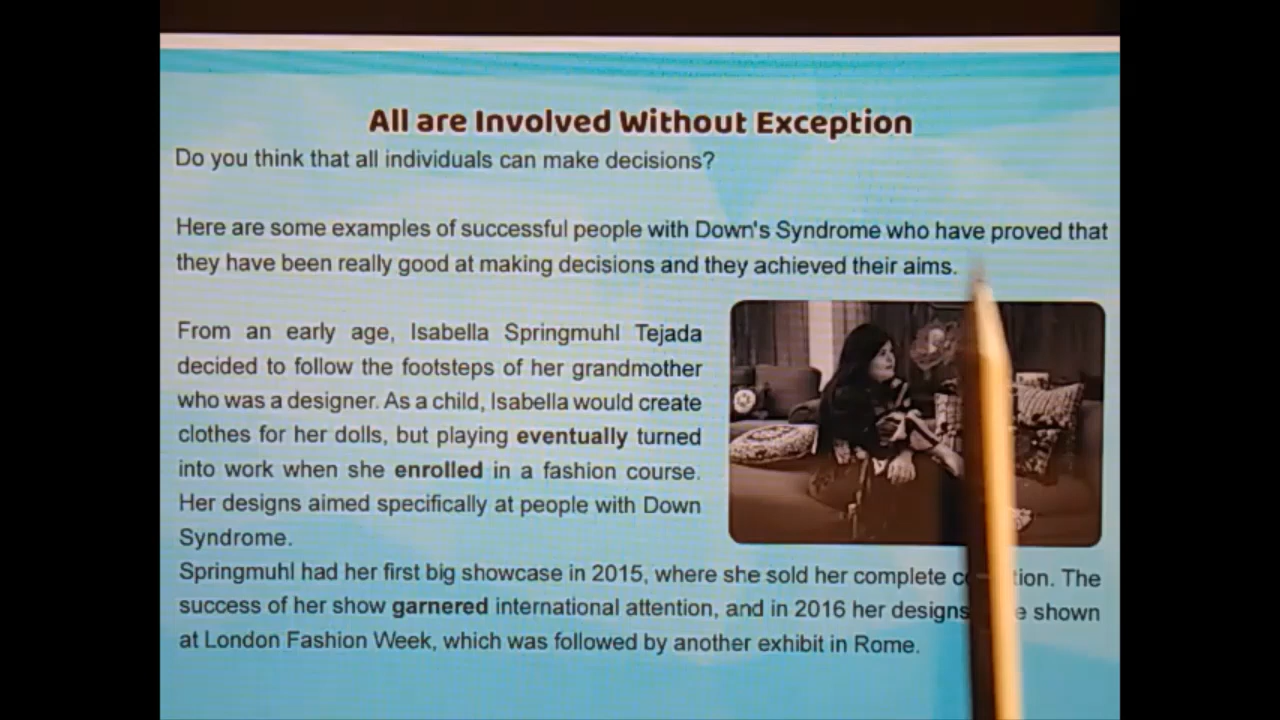 All are Involved Without Exception
Do you think that all individuals can make decisions?
Here are some examples of successful people with Down's Syndrome who have proved that
they have been really good at making decisions and they achieved their aims.
From an early age, Isabella Springmuhl Tejada
decided to follow the footsteps of her grandmother
who was a designer. As a child, Isabella would create
clothes for her dolls, but playing eventually turned
into work when she enrolled in a fashion course.
Her designs aimed specifically at people with Down
Syndrome.
Springmuhl had her first big showcase in 2015, where she sold her complete The
success of her show garnered international attention, and in 2016 her designs shown
at London Fashion Week, which was followed by another exhibit in Rome.